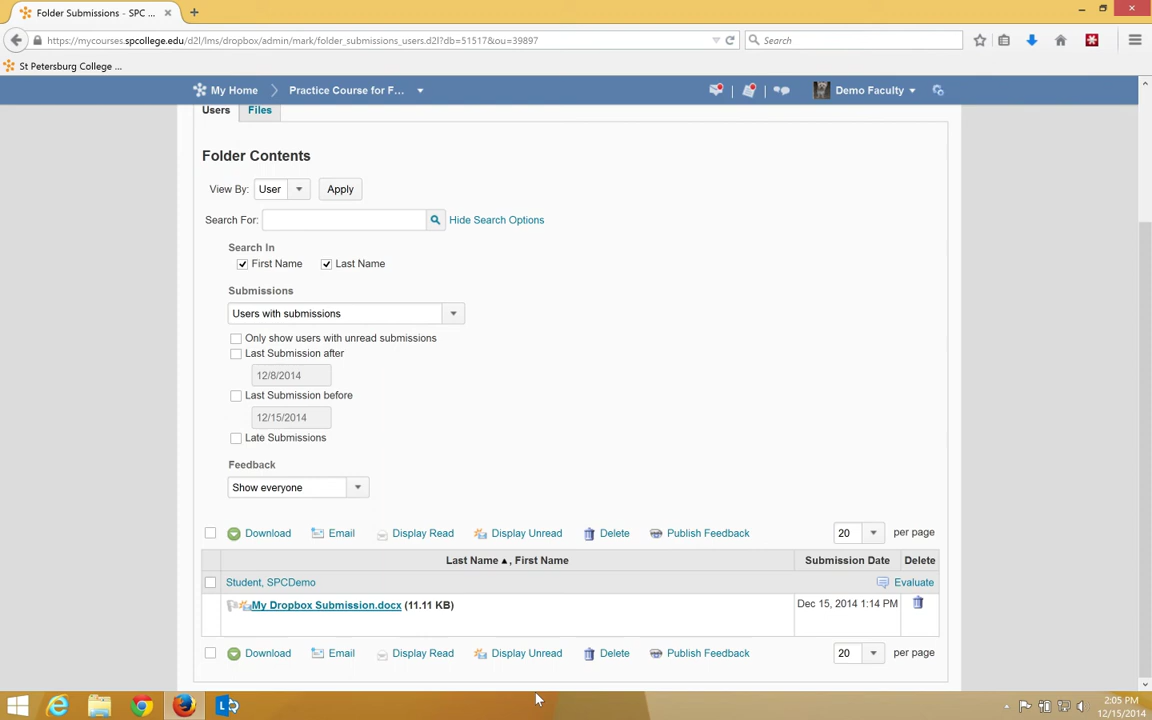 Folder Submissions - SPC ...
https://mycourses.spcollege.edu/d2l/lms/dropbox/admin/mark/folder_submissions_users.d2l?db=51517&ou=39897
Search
St Petersburg College ...
My Home
Practice Course for F...
Demo Faculty
Users
Files
Folder Contents
View By: User Apply
Search For: Hide Search Options
Search In
First Name Last Name
Submissions
Users with submissions
Only show users with unread submissions
Last Submission after
12/8/2014
Last Submission before
12/15/2014
Late Submissions
Feedback
Show everyone
Download Email Display Read Display Unread Delete Publish Feedback 20 per page
Last Name ▲, First Name Submission Date Delete
Student, SPCDemo Evaluate
My Dropbox Submission.docx (11.11 KB) Dec 15, 2014 1:14 PM
Download Email Display Read Display Unread Delete Publish Feedback 20 per page
2:05 PM
12/15/2014